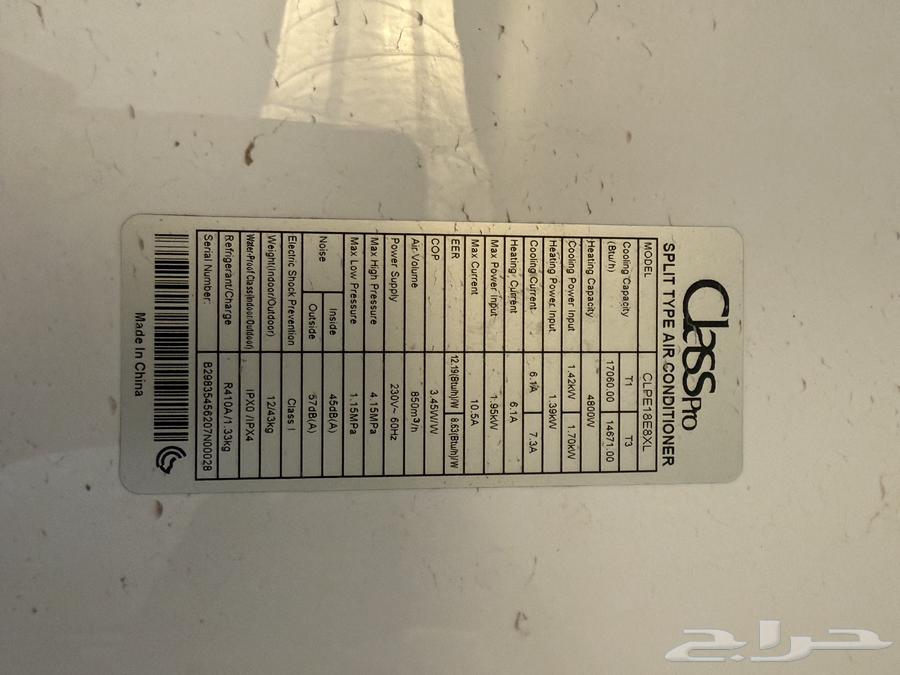 CLASSPro
SPLIT TYPE AIR CONDITIONER
MODEL CLPE18E8XL
Cooling Capacity (Btu/h) T1 T3
17060.00 14671.00
Heating Capacity 4800W
Cooling Power Input 1.42kW 1.70kW
Heating Power Input 1.39kW
Cooling Current 6.1A 7.3A
Heating Current 6.1A
Max Power Input 1.95kW
Max Current 10.5A
EER 12.19(Btu/h)/W 8.63(Btu/h)/W
COP 3.45W/W
Air Volume 850m³/h
Power Supply 230V~ 60Hz
Max High Pressure 4.15MPa
Max Low Pressure 1.15MPa
Noise Inside 45dB(A)
Outside 57dB(A)
Electric Shock Prevention Class I
Weight(Indoor/Outdoor) 12/43kg
Water-Proof Class(Indoor/Outdoor) IPX0 /IPX4
Refrigerant/Charge R410A/1.33kg
Serial Number: B29835456207N00028
Made In China
حراج